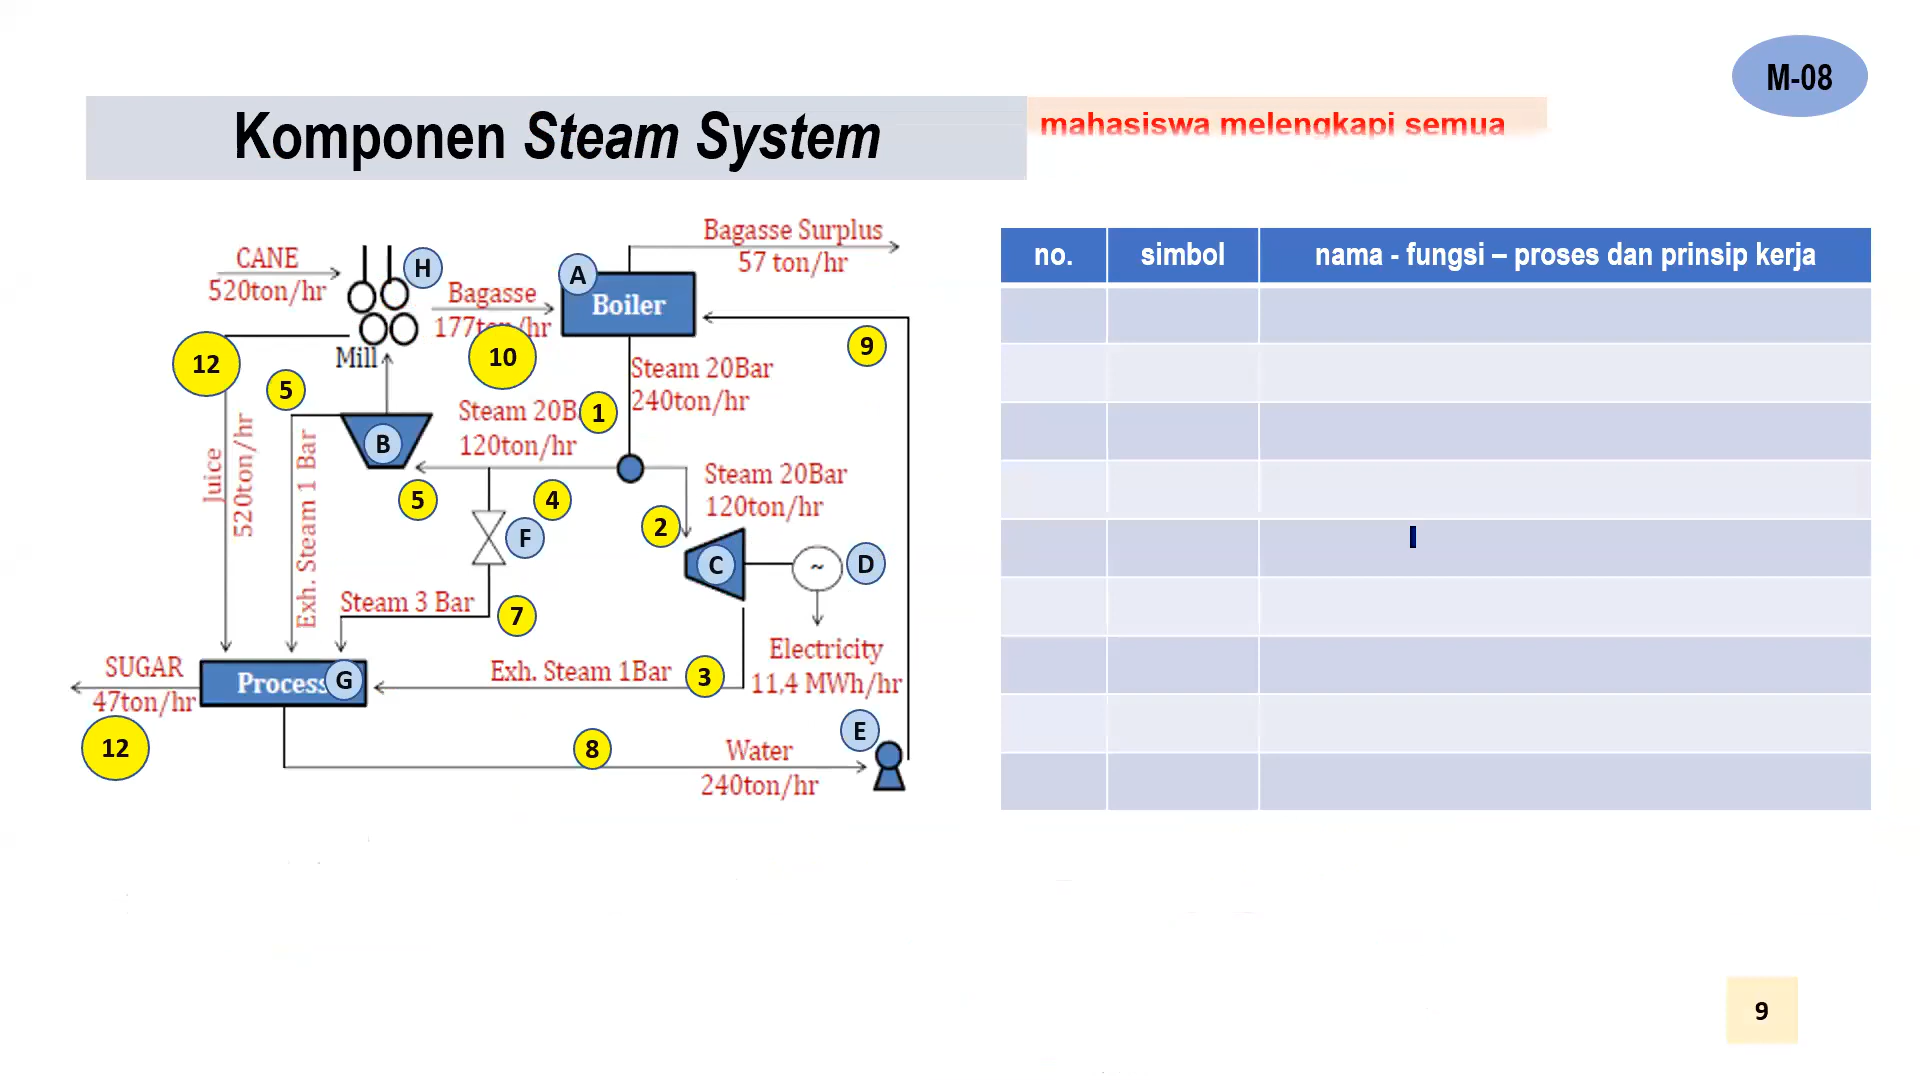 M-08
Komponen Steam System
mahasiswa melengkapi semua
CANE
520ton/hr
H
Mill
Bagasse
177ton/hr
10
A
Boiler
Bagasse Surplus
57 ton/hr
9
12
5
Juice
520ton/hr
Exh. Steam 1 Bar
B
Steam 20B
120ton/hr
1
Steam 20Bar
240ton/hr
5
4
F
Steam 20Bar
120ton/hr
2
C
~
D
Steam 3 Bar
7
Electricity
11,4 MWh/hr
SUGAR
47ton/hr
Process
G
Exh. Steam 1Bar
3
12
8
Water
240ton/hr
E
no.
simbol
nama - fungsi – proses dan prinsip kerja
9